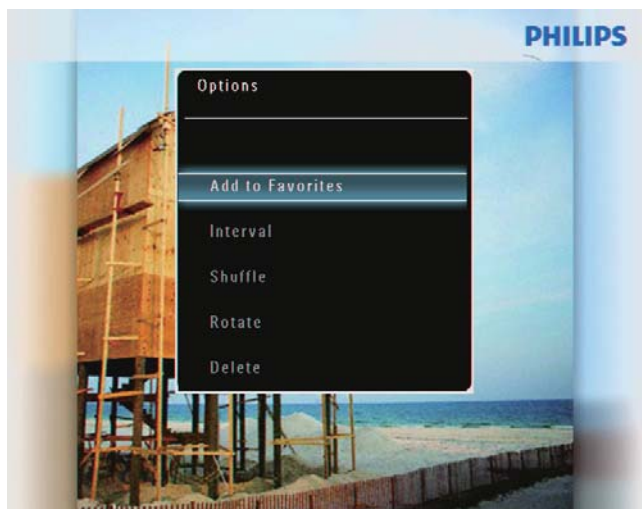 PHILIPS
Options
Add to Favorites
Interval
Shuffle
Rotate
Delete